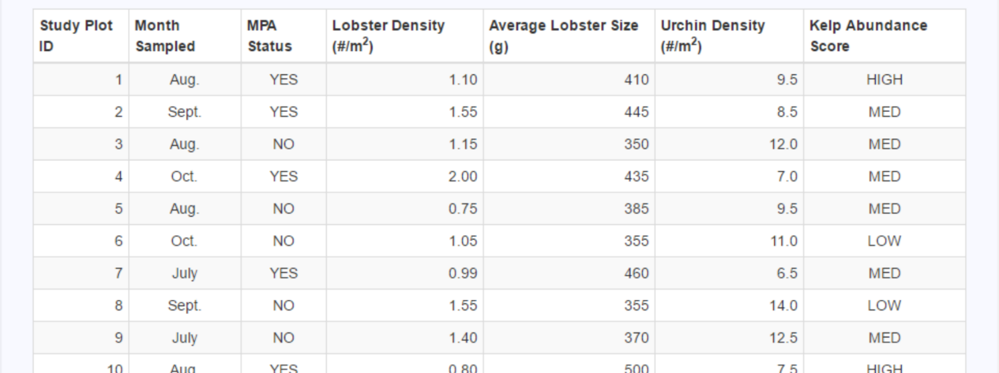 Study Plot ID | Month Sampled | MPA Status | Lobster Density (#/m²) | Average Lobster Size (g) | Urchin Density (#/m²) | Kelp Abundance Score
1 | Aug. | YES | 1.10 | 410 | 9.5 | HIGH
2 | Sept. | YES | 1.55 | 445 | 8.5 | MED
3 | Aug. | NO | 1.15 | 350 | 12.0 | MED
4 | Oct. | YES | 2.00 | 435 | 7.0 | MED
5 | Aug. | NO | 0.75 | 385 | 9.5 | MED
6 | Oct. | NO | 1.05 | 355 | 11.0 | LOW
7 | July | YES | 0.99 | 460 | 6.5 | MED
8 | Sept. | NO | 1.55 | 355 | 14.0 | LOW
9 | July | NO | 1.40 | 370 | 12.5 | MED
10 | Aug | YES | 0.80 | 500 | 7.5 | HIGH